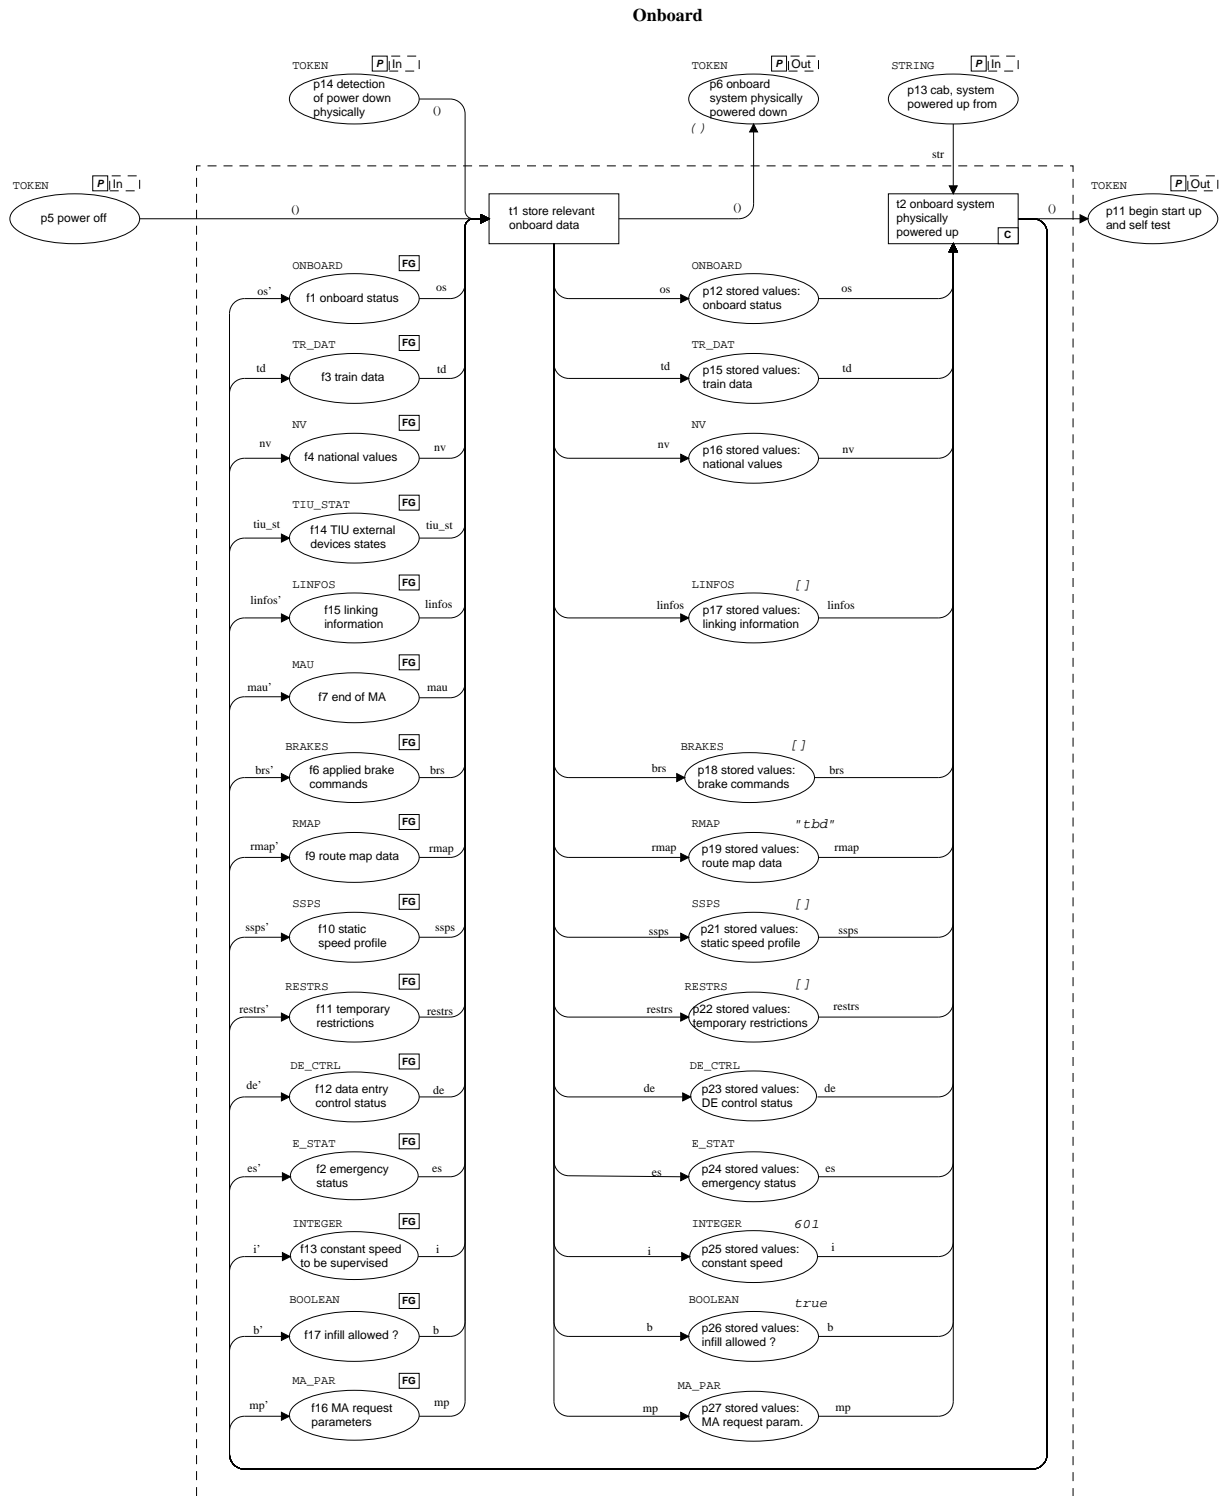 Onboard
TOKEN P In
p14 detection
of power down
physically
()
TOKEN P Out
p6 onboard
system physically
powered down
()
STRING P In
p13 cab, system
powered up from
str
TOKEN P In
p5 power off
()
t1 store relevant
onboard data
()
t2 onboard system
physically
powered up
C
()
TOKEN P Out
p11 begin start up
and self test
ONBOARD FG
os' f1 onboard status os
ONBOARD
os p12 stored values: os
onboard status
TR_DAT FG
td f3 train data td
TR_DAT
td p15 stored values: td
train data
NV FG
nv f4 national values nv
NV
nv p16 stored values: nv
national values
TIU_STAT FG
tiu_st f14 TIU external tiu_st
devices states
LINFOS FG
linfos' f15 linking linfos
information
LINFOS []
linfos p17 stored values: linfos
linking information
MAU FG
mau' f7 end of MA mau
BRAKES FG
brs' f6 applied brake brs
commands
BRAKES []
brs p18 stored values: brs
brake commands
RMAP FG
rmap' f9 route map data rmap
RMAP "tbd"
rmap p19 stored values: rmap
route map data
SSPS FG
ssps' f10 static ssps
speed profile
SSPS []
ssps p21 stored values: ssps
static speed profile
RESTRS FG
restrs' f11 temporary restrs
restrictions
RESTRS []
restrs p22 stored values: restrs
temporary restrictions
DE_CTRL FG
de' f12 data entry de
control status
DE_CTRL
de p23 stored values: de
DE control status
E_STAT FG
es' f2 emergency es
status
E_STAT
es p24 stored values: es
emergency status
INTEGER FG
i' f13 constant speed i
to be supervised
INTEGER 601
i p25 stored values: i
constant speed
BOOLEAN FG
b' f17 infill allowed ? b
BOOLEAN true
b p26 stored values: b
infill allowed ?
MA_PAR FG
mp' f16 MA request mp
parameters
MA_PAR
mp p27 stored values: mp
MA request param.